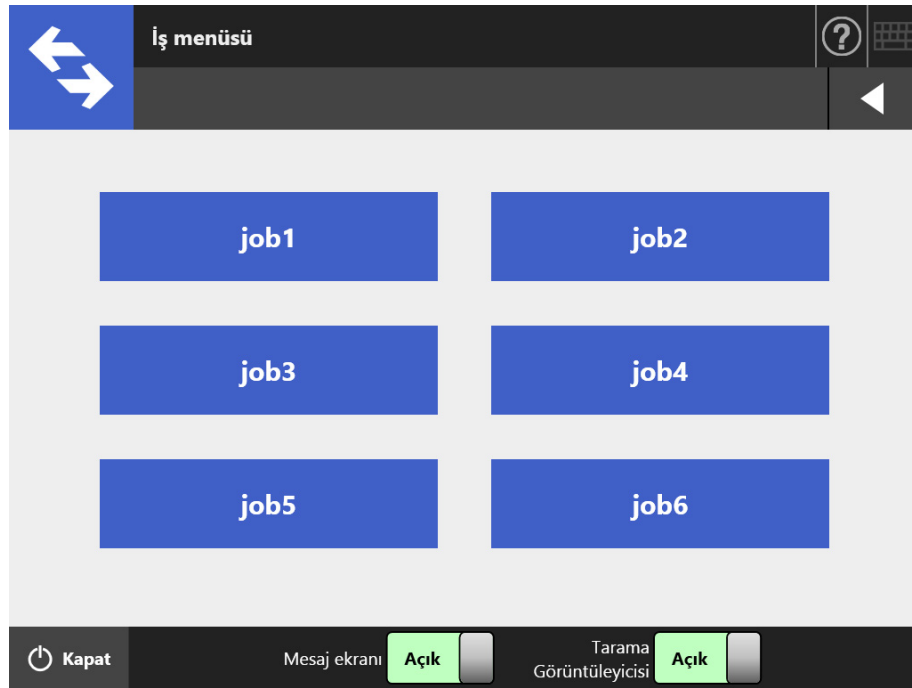 İş menüsü
job1
job2
job3
job4
job5
job6
Kapat
Mesaj ekranı
Açık
Tarama
Görüntüleyicisi
Açık